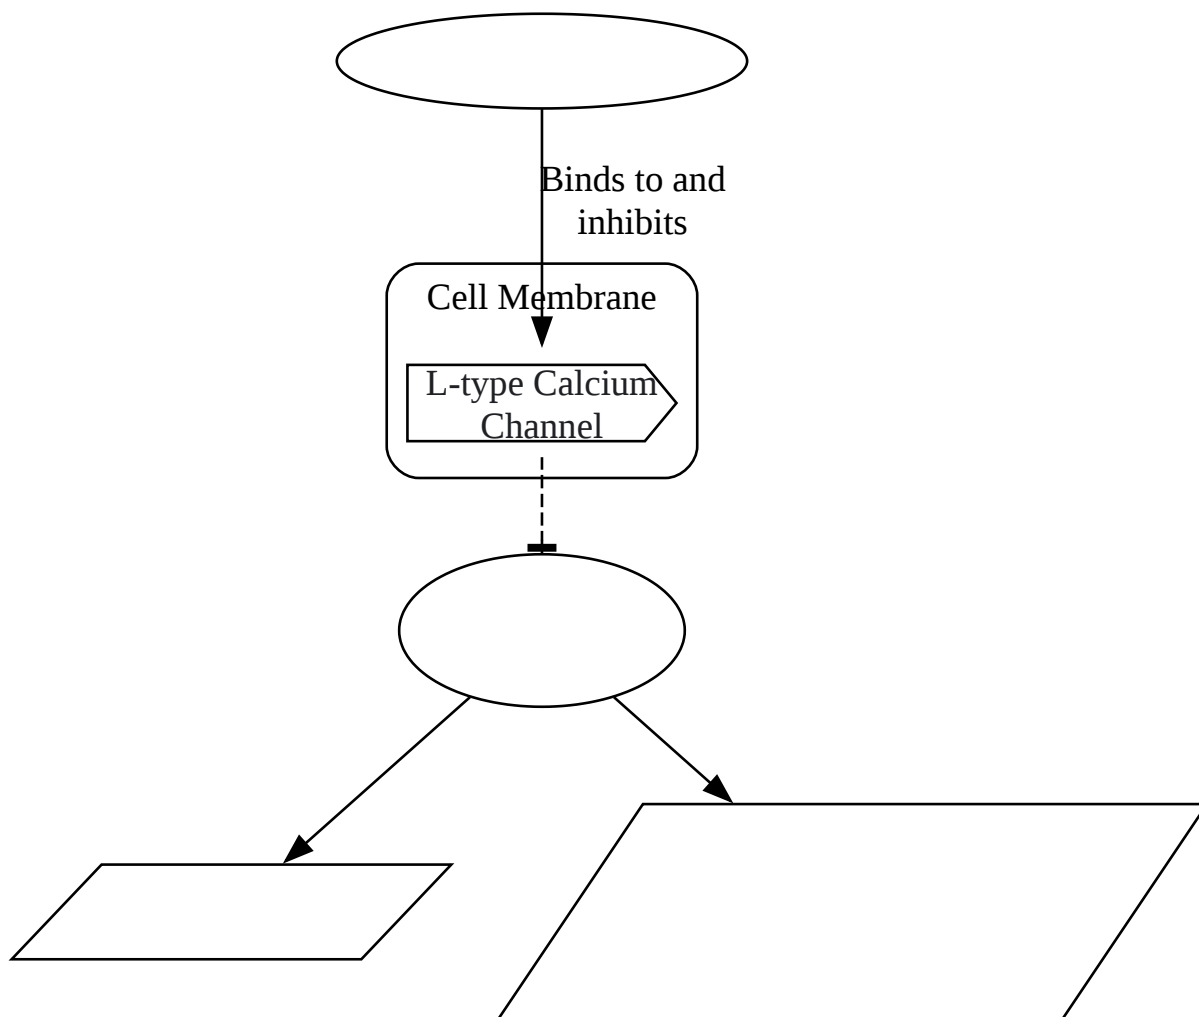 Binds to and
inhibits
Cell Membrane
L-type Calcium
Channel